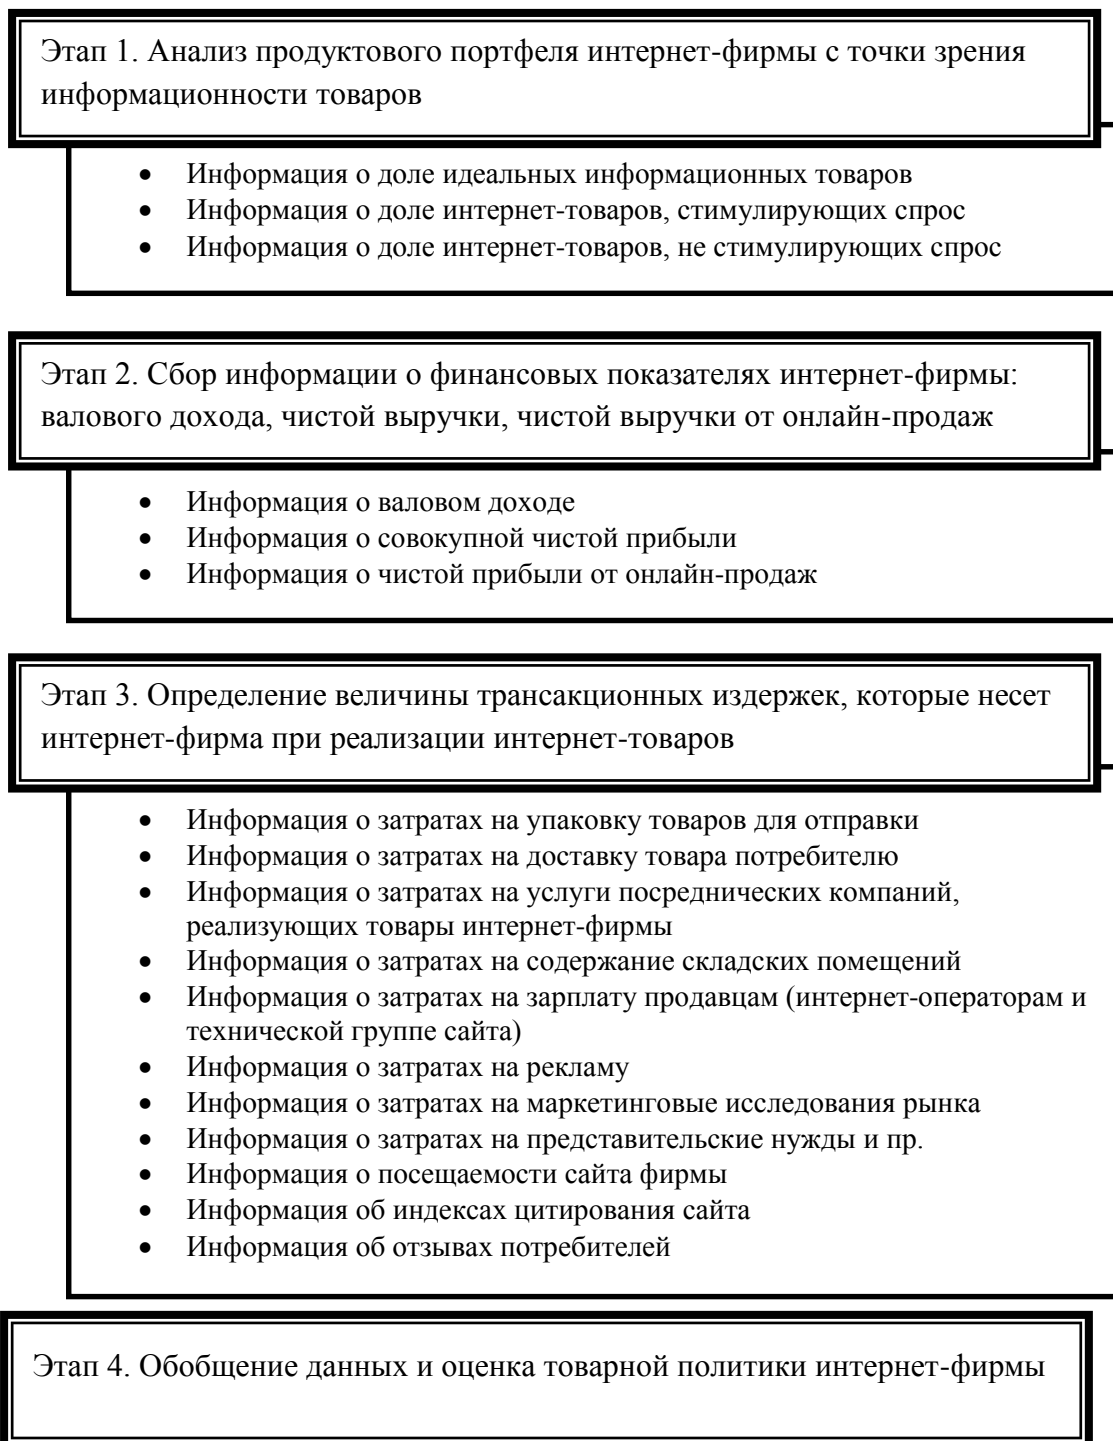 Этап 1. Анализ продуктового портфеля интернет-фирмы с точки зрения
информационности товаров
• Информация о доле идеальных информационных товаров
• Информация о доле интернет-товаров, стимулирующих спрос
• Информация о доле интернет-товаров, не стимулирующих спрос
Этап 2. Сбор информации о финансовых показателях интернет-фирмы:
валового дохода, чистой выручки, чистой выручки от онлайн-продаж
• Информация о валовом доходе
• Информация о совокупной чистой прибыли
• Информация о чистой прибыли от онлайн-продаж
Этап 3. Определение величины трансакционных издержек, которые несет
интернет-фирма при реализации интернет-товаров
• Информация о затратах на упаковку товаров для отправки
• Информация о затратах на доставку товара потребителю
• Информация о затратах на услуги посреднических компаний,
реализующих товары интернет-фирмы
• Информация о затратах на содержание складских помещений
• Информация о затратах на зарплату продавцам (интернет-операторам и
технической группе сайта)
• Информация о затратах на рекламу
• Информация о затратах на маркетинговые исследования рынка
• Информация о затратах на представительские нужды и пр.
• Информация о посещаемости сайта фирмы
• Информация об индексах цитирования сайта
• Информация об отзывах потребителей
Этап 4. Обобщение данных и оценка товарной политики интернет-фирмы